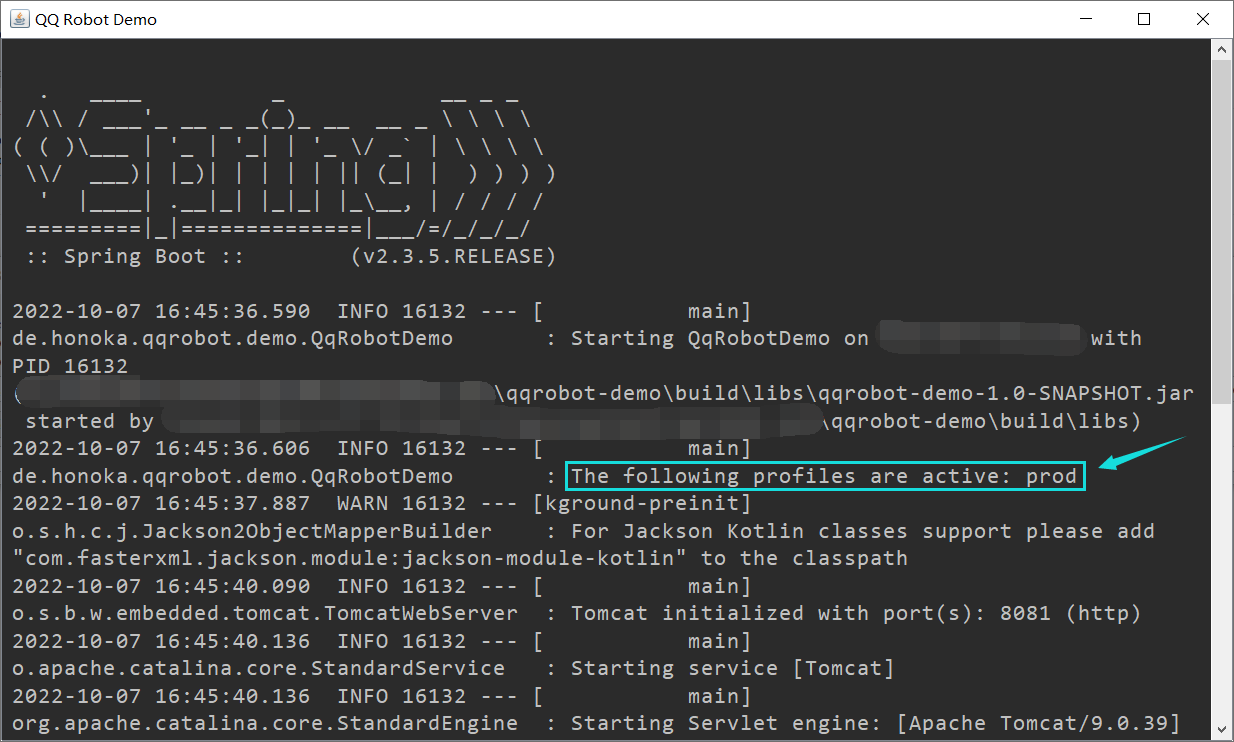 QQ Robot Demo
  .   ____          _            __ _ _
 /\\ / ___'_ __ _ _(_)_ __  __ _ \ \ \ \
( ( )\___ | '_ | '_| | '_ \/ _` | \ \ \ \
 \\/  ___)| |_)| | | | | || (_| |  ) ) ) )
  '  |____| .__|_| |_|_| |_\__, | / / / /
 =========|_|==============|___/=/_/_/_/
 :: Spring Boot ::        (v2.3.5.RELEASE)
2022-10-07 16:45:36.590  INFO 16132 --- [           main]
de.honoka.qqrobot.demo.QqRobotDemo       : Starting QqRobotDemo on with
PID 16132
(\qqrobot-demo\build\libs\qqrobot-demo-1.0-SNAPSHOT.jar
 started by \qqrobot-demo\build\libs)
2022-10-07 16:45:36.606  INFO 16132 --- [           main]
de.honoka.qqrobot.demo.QqRobotDemo       : The following profiles are active: prod
2022-10-07 16:45:37.887  WARN 16132 --- [kground-preinit]
o.s.h.c.j.Jackson2ObjectMapperBuilder    : For Jackson Kotlin classes support please add
"com.fasterxml.jackson.module:jackson-module-kotlin" to the classpath
2022-10-07 16:45:40.090  INFO 16132 --- [           main]
o.s.b.w.embedded.tomcat.TomcatWebServer  : Tomcat initialized with port(s): 8081 (http)
2022-10-07 16:45:40.136  INFO 16132 --- [           main]
o.apache.catalina.core.StandardService   : Starting service [Tomcat]
2022-10-07 16:45:40.136  INFO 16132 --- [           main]
org.apache.catalina.core.StandardEngine  : Starting Servlet engine: [Apache Tomcat/9.0.39]